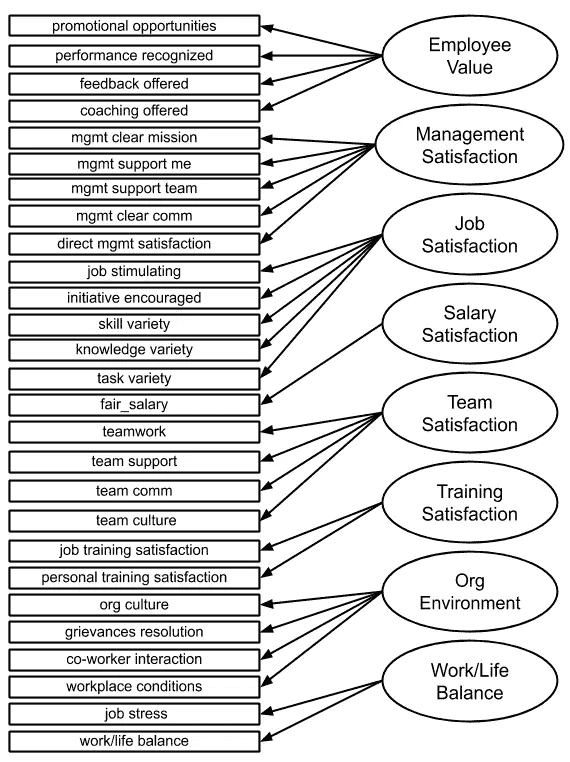 promotional opportunities
performance recognized
feedback offered
coaching offered
mgmt clear mission
mgmt support me
mgmt support team
mgmt clear comm
direct mgmt satisfaction
job stimulating
initiative encouraged
skill variety
knowledge variety
task variety
fair_salary
teamwork
team support
team comm
team culture
job training satisfaction
personal training satisfaction
org culture
grievances resolution
co-worker interaction
workplace conditions
job stress
work/life balance
Employee
Value
Management
Satisfaction
Job
Satisfaction
Salary
Satisfaction
Team
Satisfaction
Training
Satisfaction
Org
Environment
Work/Life
Balance